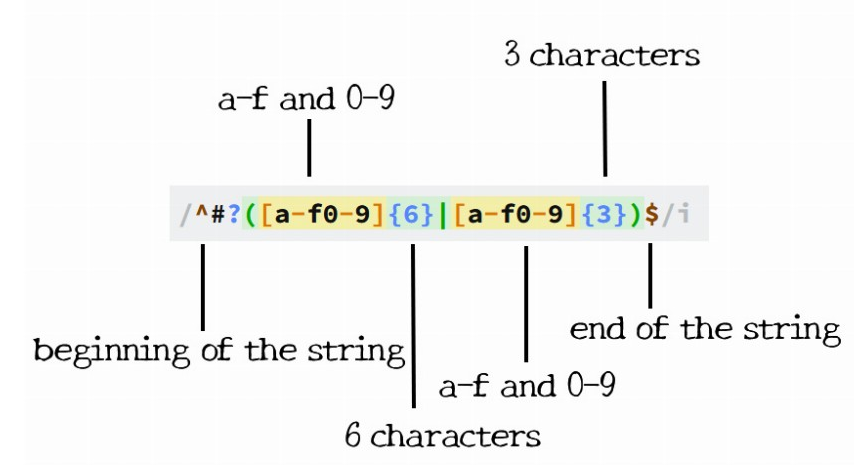 3 characters
a-f and 0-9
/^#?([a-f0-9]{6}|[a-f0-9]{3})$/i
end of the string
beginning of the string
a-f and 0-9
6 characters